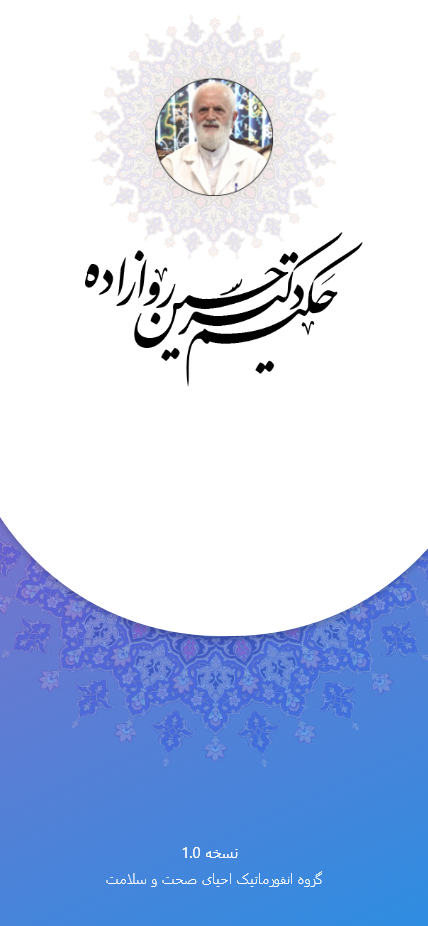 حکیم دکتر حسین روازاده
نسخه 1.0
گروه انفورماتیک احیای صحت و سلامت